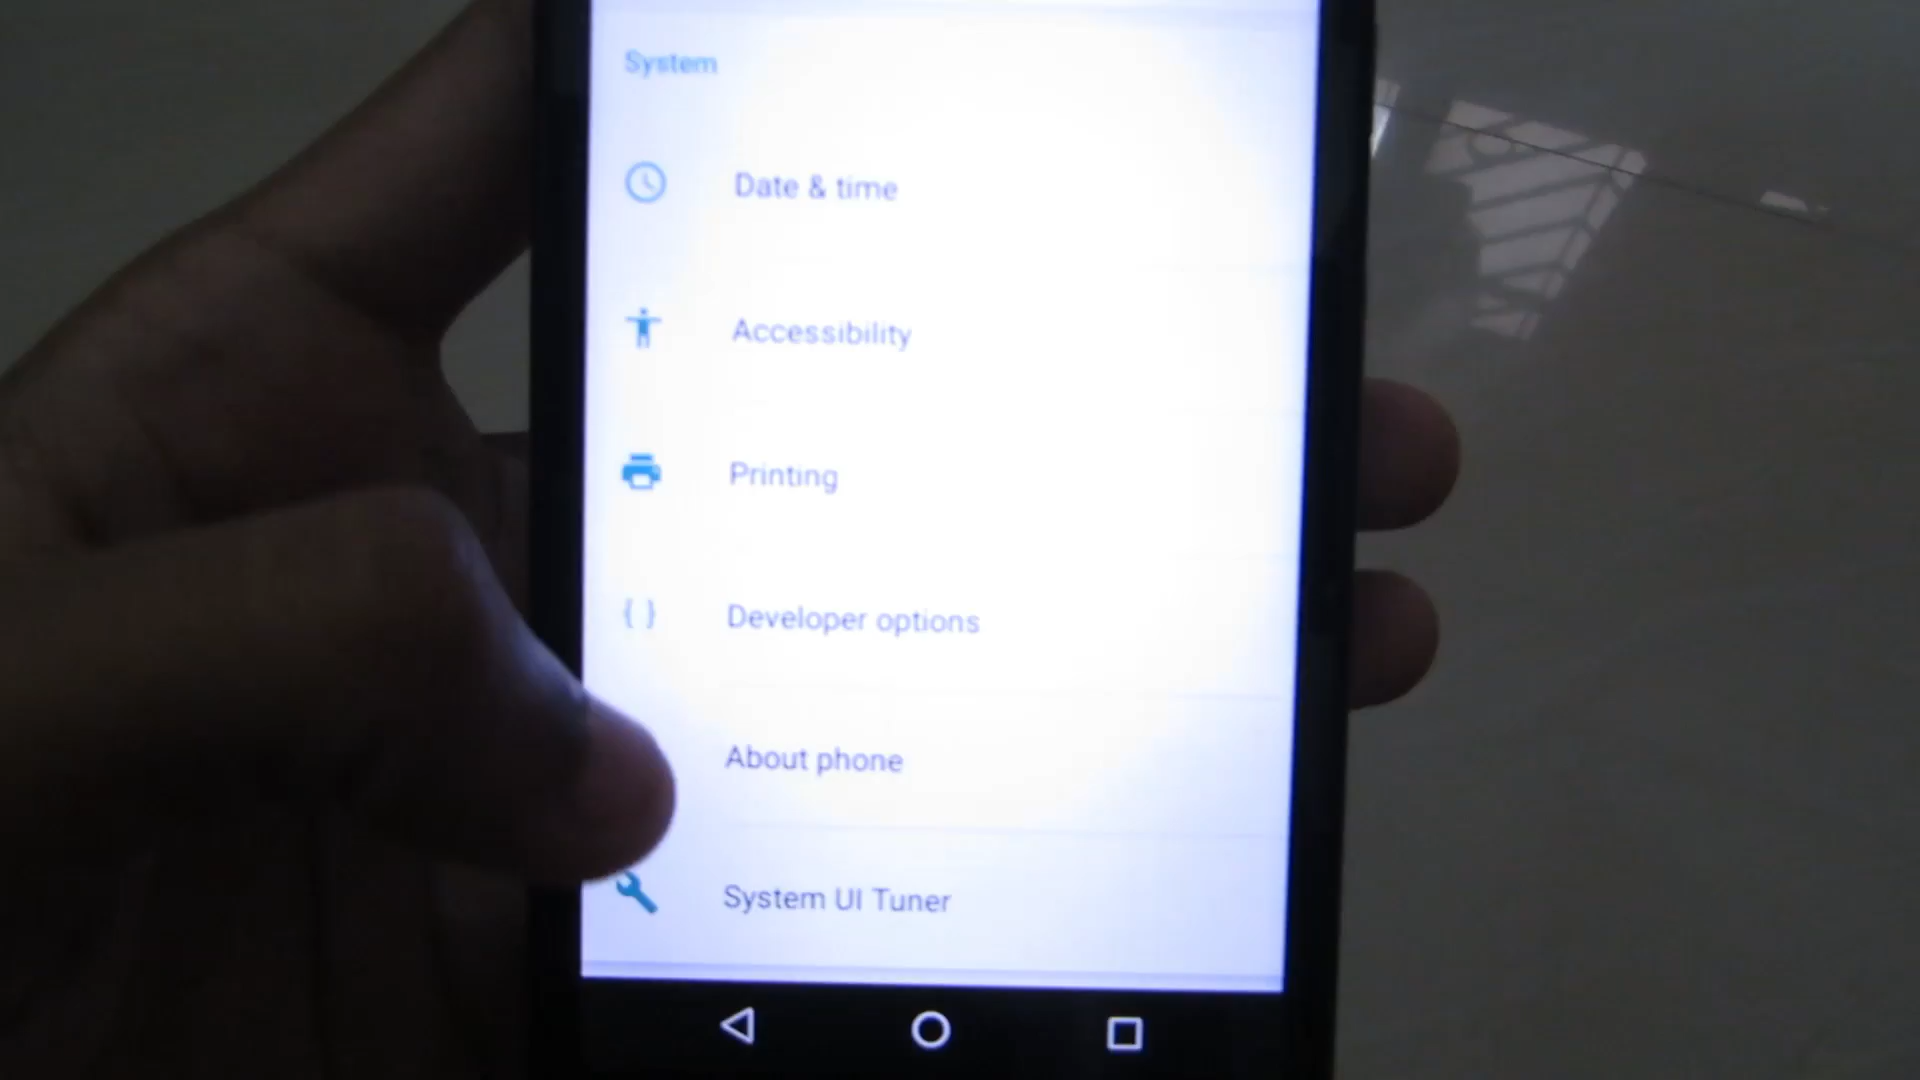 System
Date & time
Accessibility
Printing
Developer options
About phone
System UI Tuner